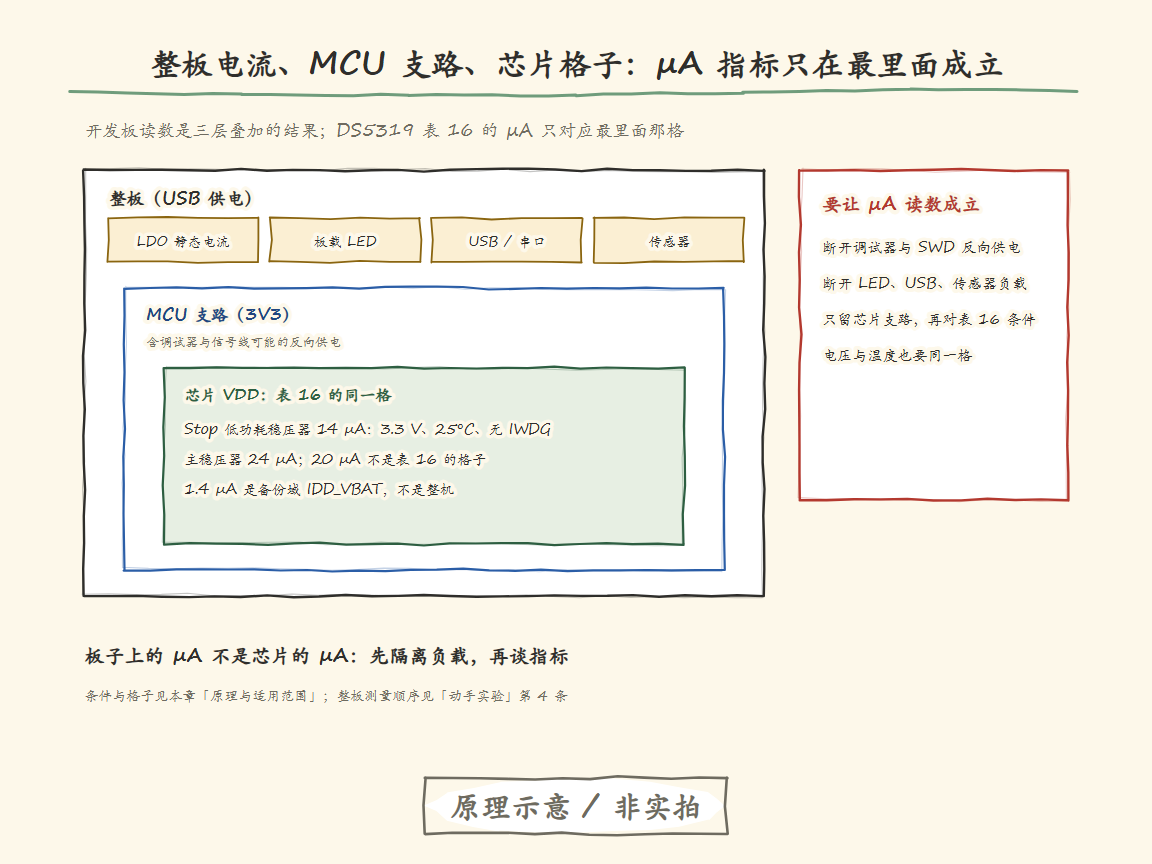 整板电流、MCU 支路、芯片格子：µA 指标只在最里面成立
开发板读数是三层叠加的结果；DS5319 表 16 的 µA 只对应最里面那格
整板（USB 供电）
LDO 静态电流
板载 LED
USB / 串口
传感器
MCU 支路（3V3）
含调试器与信号线可能的反向供电
芯片 VDD：表 16 的同一格
Stop 低功耗稳压器 14 µA：3.3 V、25°C、无 IWDG
主稳压器 24 µA；20 µA 不是表 16 的格子
1.4 µA 是备份域 IDD_VBAT，不是整机
要让 µA 读数成立
断开调试器与 SWD 反向供电
断开 LED、USB、传感器负载
只留芯片支路，再对表 16 条件
电压与温度也要同一格
板子上的 µA 不是芯片的 µA：先隔离负载，再谈指标
条件与格子见本章「原理与适用范围」；整板测量顺序见「动手实验」第 4 条
原理示意 / 非实拍